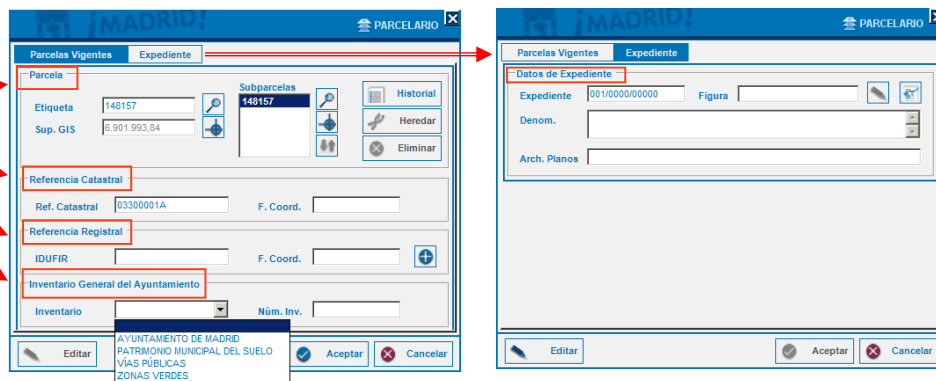 ¡MADRID!
PARCELARIO
Parcelas Vigentes Expediente
Parcela
Etiqueta 148157
Sup. GIS 6.901.993,84
Subparcelas
148157
Historial
Heredar
Eliminar
Referencia Catastral
Ref. Catastral 03300001A F. Coord.
Referencia Registral
IDUFIR F. Coord.
Inventario General del Ayuntamiento
Inventario Núm. Inv.
AYUNTAMIENTO DE MADRID
PATRIMONIO MUNICIPAL DEL SUELO
VÍAS PÚBLICAS
ZONAS VERDES
Editar Aceptar Cancelar
¡MADRID!
PARCELARIO
Parcelas Vigentes Expediente
Datos de Expediente
Expediente 001/0000/00000 Figura
Denom.
Arch. Planos
Editar Aceptar Cancelar